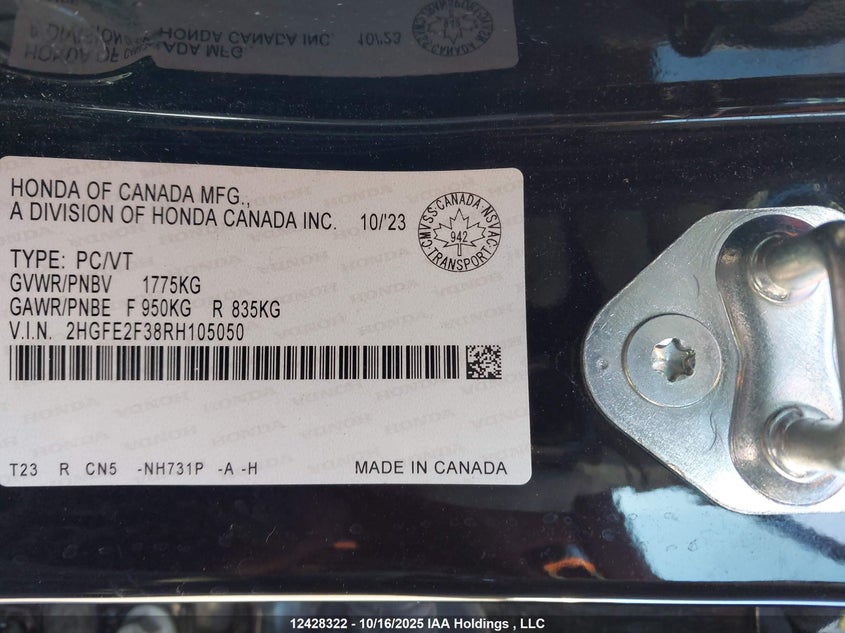 HONDA OF CANADA MFG.,
A DIVISION OF HONDA CANADA INC. 10/'23
CMVSS·CANADA·NSVAC
942
TRANSPORT
TYPE: PC/VT
GVWR/PNBV 1775KG
GAWR/PNBE F 950KG R 835KG
V.I.N. 2HGFE2F38RH105050
T23 R CN5 -NH731P -A -H
MADE IN CANADA
12428322 - 10/16/2025 IAA Holdings , LLC